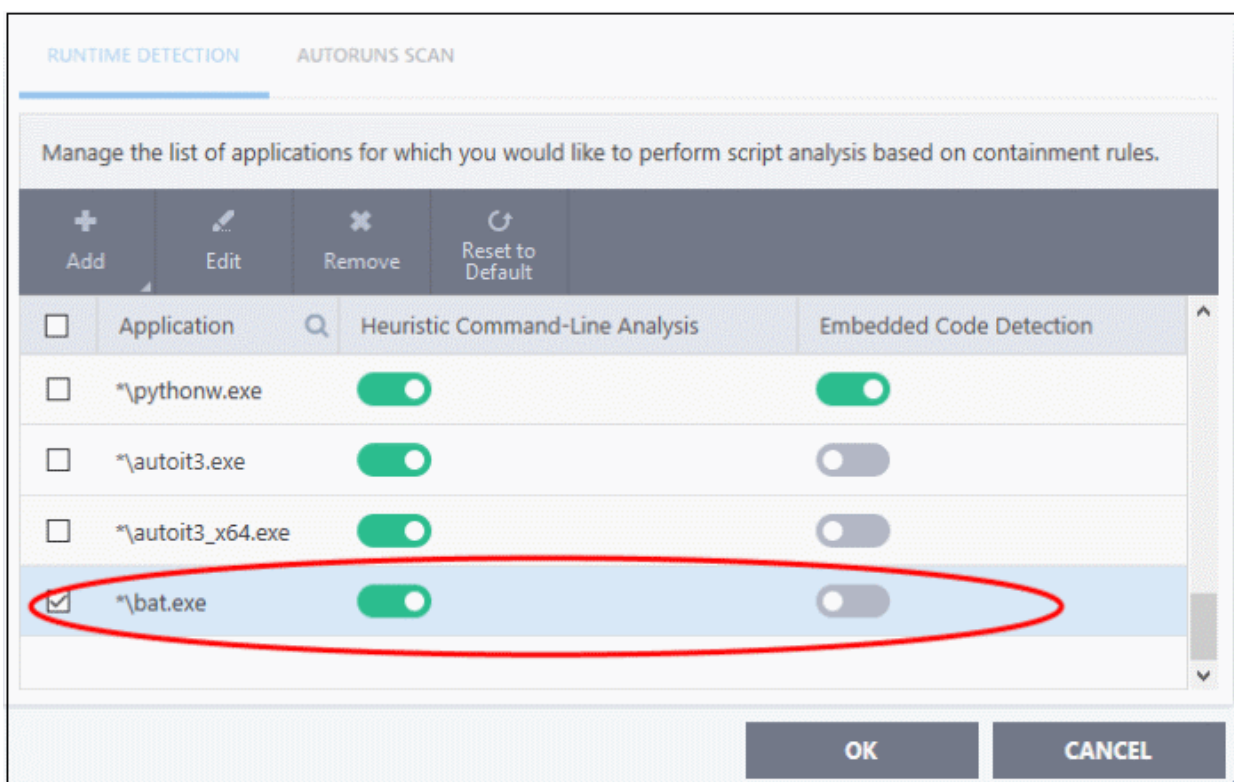 RUNTIME DETECTION AUTORUNS SCAN
Manage the list of applications for which you would like to perform script analysis based on containment rules.
Add Edit Remove Reset to Default
Application Heuristic Command-Line Analysis Embedded Code Detection
*\pythonw.exe
*\autoit3.exe
*\autoit3_x64.exe
*\bat.exe
OK CANCEL